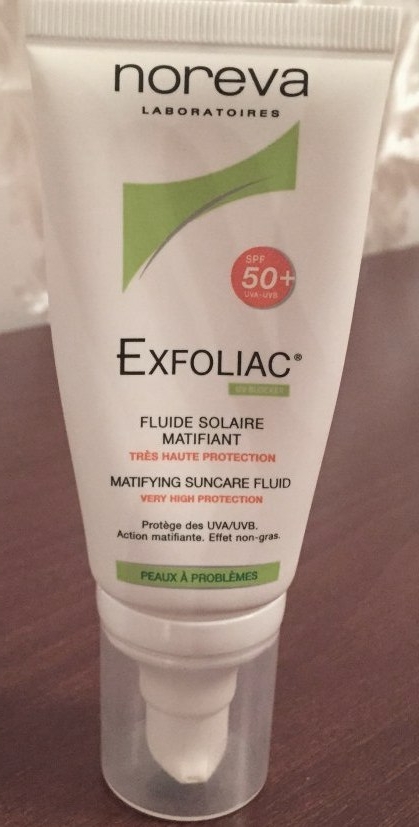 noreva
LABORATOIRES
SPF
50+
UVA-UVB
EXFOLIAC®
FLUIDE SOLAIRE
MATIFIANT
TRÈS HAUTE PROTECTION
MATIFYING SUNCARE FLUID
VERY HIGH PROTECTION
Protège des UVA/UVB.
Action matifiante. Effet non-gras.
PEAUX À PROBLÈMES